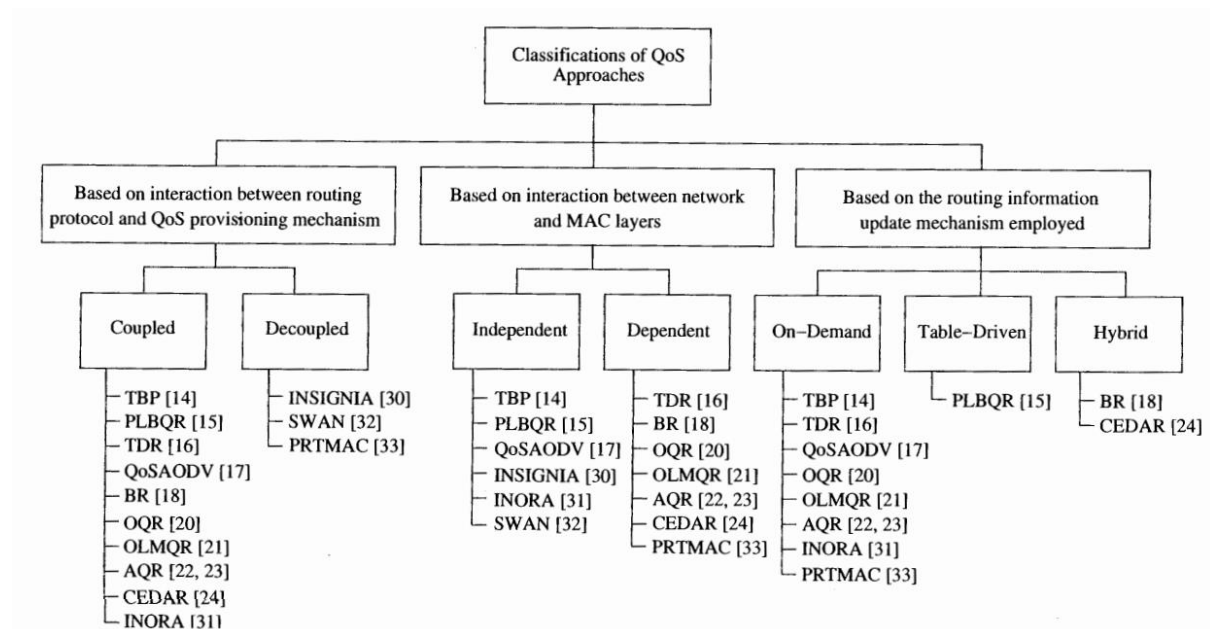 Classifications of QoS
Approaches
Based on interaction between routing
protocol and QoS provisioning mechanism
Based on interaction between network
and MAC layers
Based on the routing information
update mechanism employed
Coupled
Decoupled
Independent
Dependent
On-Demand
Table-Driven
Hybrid
TBP [14]
PLBQR [15]
TDR [16]
QoSAODV [17]
BR [18]
OQR [20]
OLMQR [21]
AQR [22, 23]
CEDAR [24]
INORA [31]
INSIGNIA [30]
SWAN [32]
PRTMAC [33]
TBP [14]
PLBQR [15]
QoSAODV [17]
INSIGNIA [30]
INORA [31]
SWAN [32]
TDR [16]
BR [18]
OQR [20]
OLMQR [21]
AQR [22, 23]
CEDAR [24]
PRTMAC [33]
TBP [14]
TDR [16]
QoSAODV [17]
OQR [20]
OLMQR [21]
AQR [22, 23]
INORA [31]
PRTMAC [33]
PLBQR [15]
BR [18]
CEDAR [24]